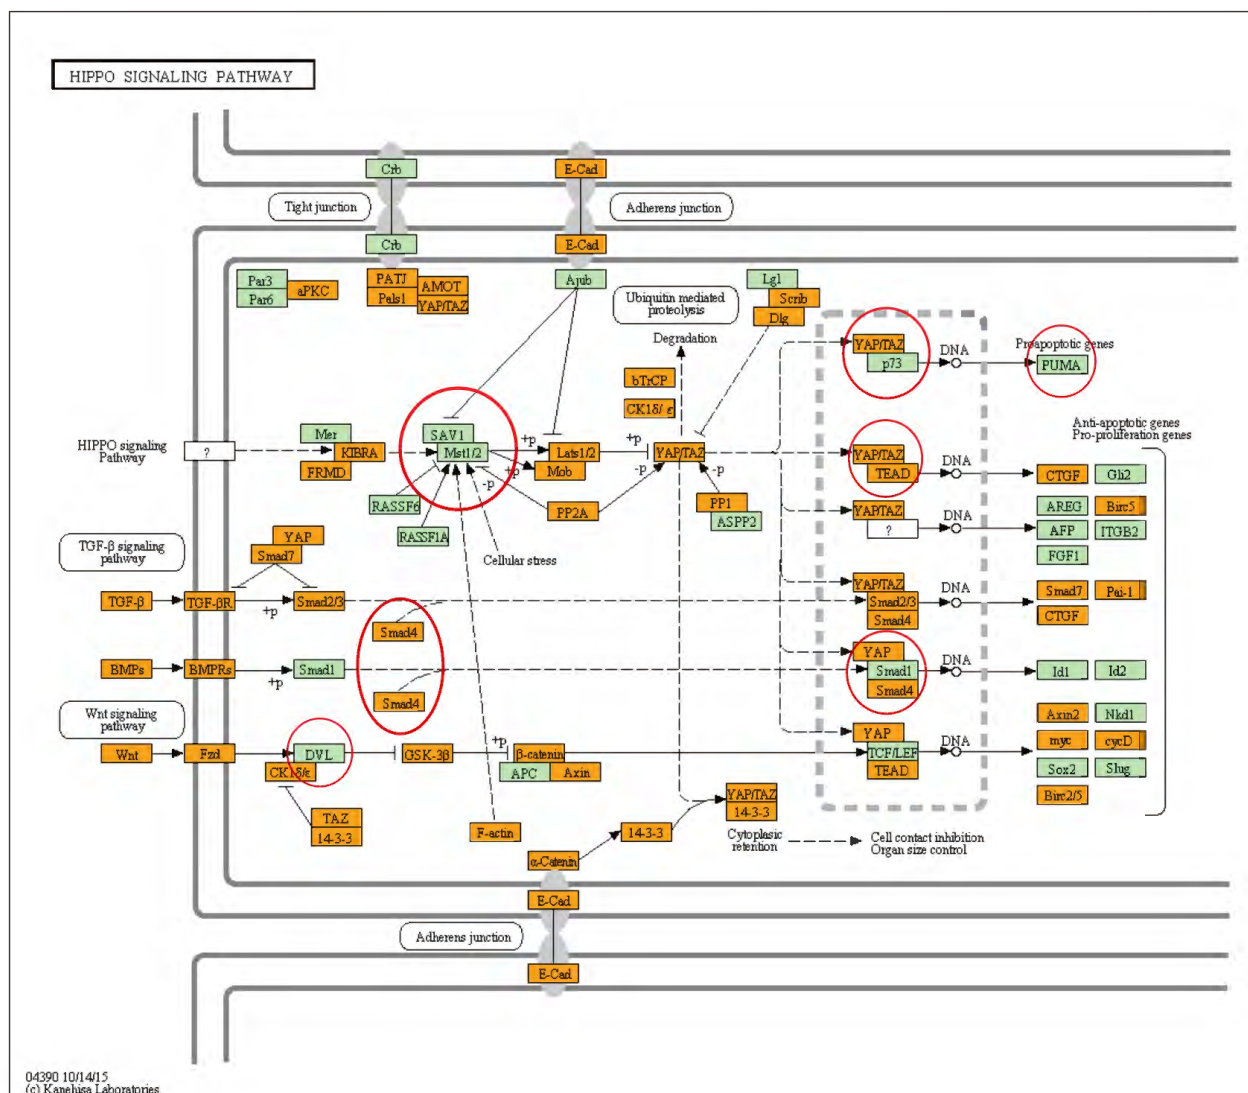 HIPPO SIGNALING PATHWAY
Crb
E-Cad
Tight junction
Adherens junction
Crb
E-Cad
Par3
Par6
aPKC
PATJ
Pals1
AMOT
YAP/TAZ
Ajub
Ubiquitin mediated
proteolysis
Lgl
Scrib
Dlg
Degradation
YAP/TAZ
p73
DNA
Proapoptotic genes
PUMA
bTrCP
CK1δ/ ε
Anti-apoptotic genes
Pro-proliferation genes
HIPPO signaling
Pathway
?
Mer
KIBRA
FRMD
SAV1
Mst1/2
+p
+p
-p
Lats1/2
Mob
+p
-p
YAP/TAZ
-p
YAP/TAZ
TEAD
DNA
CTGF
Gli2
RASSF6
RASSF1A
PP2A
PP1
ASPP2
YAP/TAZ
?
DNA
AREG
Birc5
AFP
ITGB2
FGF1
Cellular stress
TGF-β signaling
pathway
YAP
Smad7
TGF-β
TGF-βR
+p
Smad2/3
Smad4
YAP/TAZ
Smad2/3
Smad4
DNA
Smad7
Pai-1
CTGF
BMPs
BMPRs
+p
Smad1
Smad4
YAP
Smad1
Smad4
DNA
Id1
Id2
Wnt signaling
pathway
Wnt
Fzd
DVL
CK1δ/ε
GSK-3β
+p
β-catenin
APC
Axin
YAP
TCF/LEF
TEAD
DNA
Axin2
Nkd1
myc
cycD
Sox2
Slug
Birc2/5
TAZ
14-3-3
F-actin
α-Catenin
14-3-3
YAP/TAZ
14-3-3
Cytoplasic
retention
Cell contact inhibition
Organ size control
E-Cad
Adherens junction
E-Cad
04390 10/14/15
(c) Kanehisa Laboratories